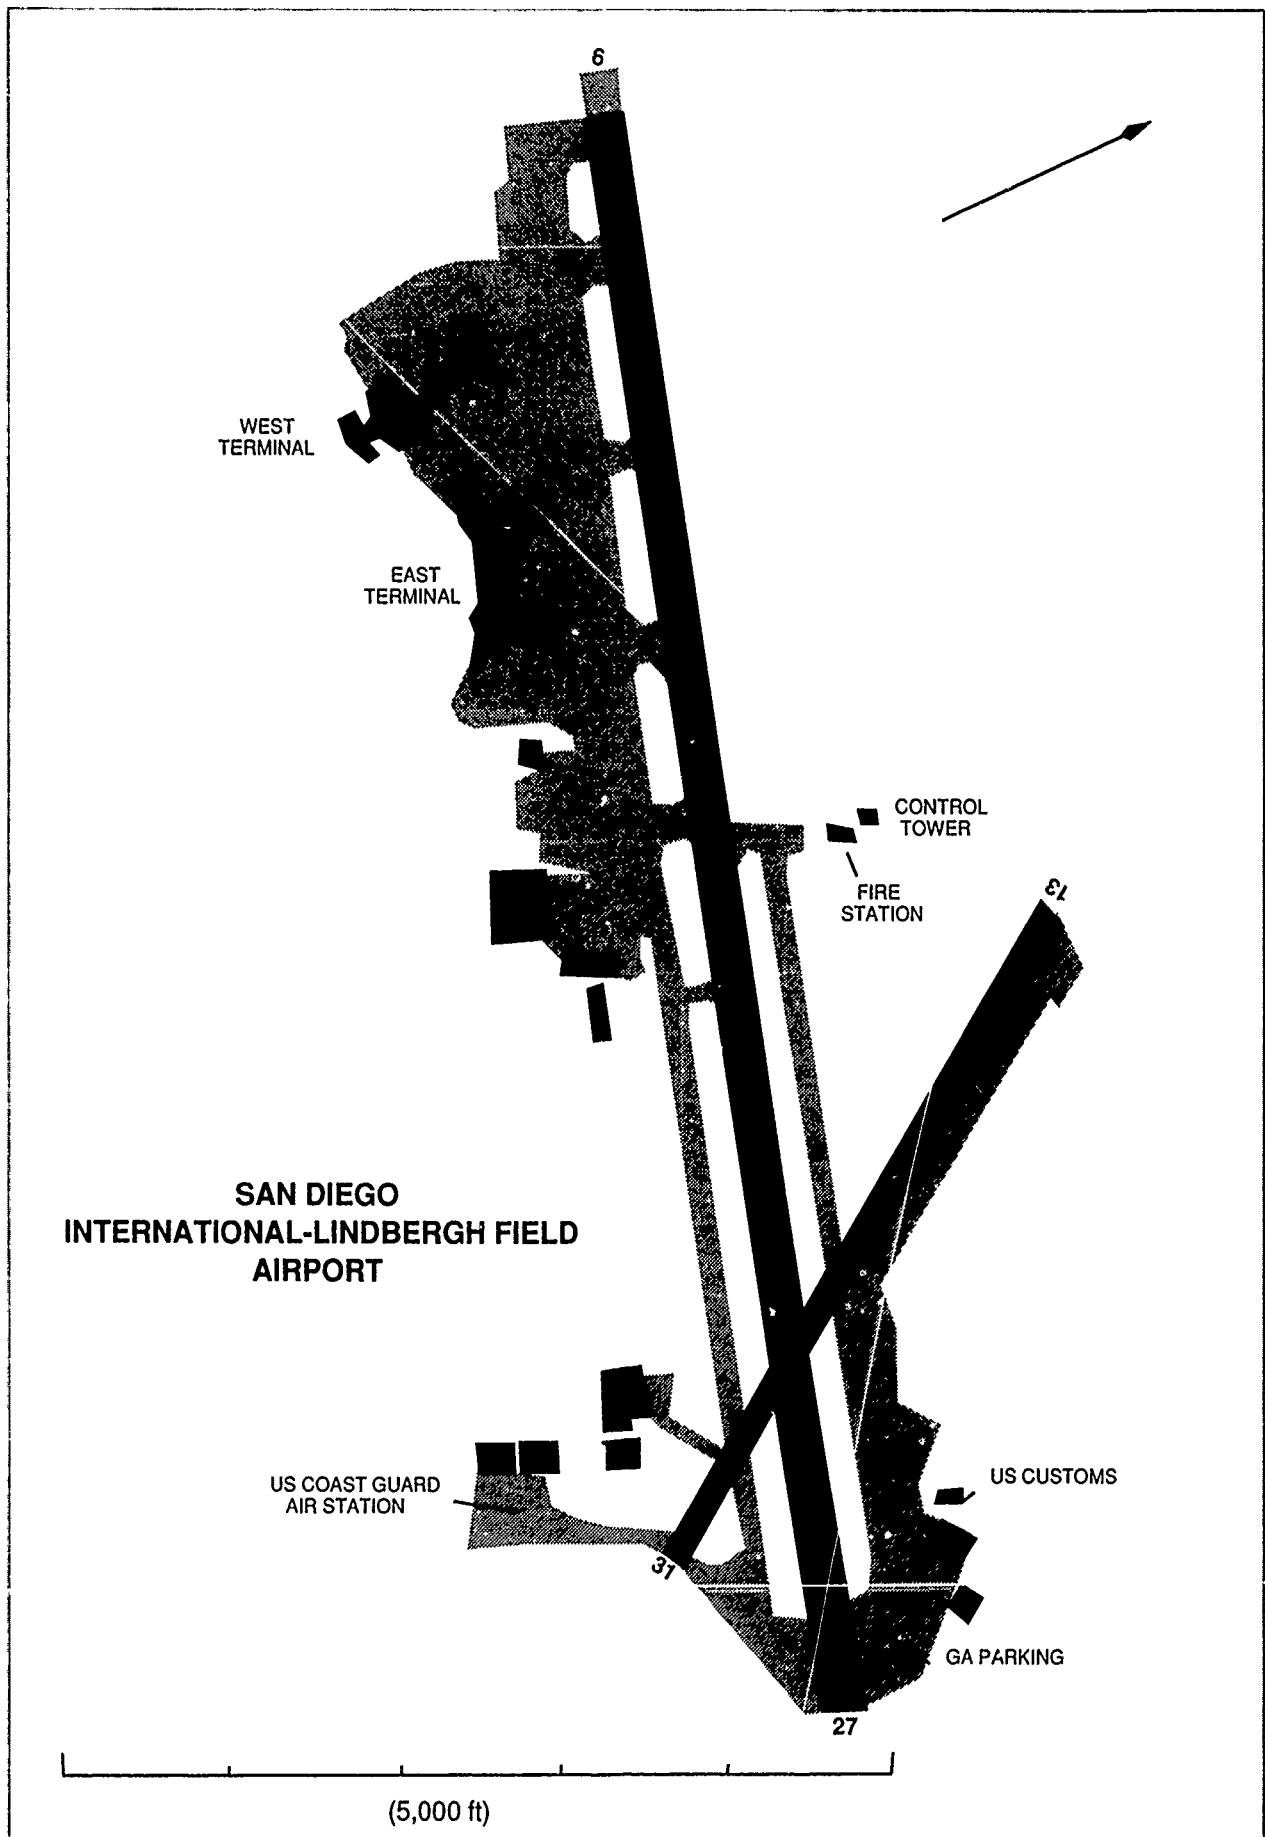 9
WEST
TERMINAL
EAST
TERMINAL
CONTROL
TOWER
FIRE
STATION
13
SAN DIEGO
INTERNATIONAL-LINDBERGH FIELD
AIRPORT
US COAST GUARD
AIR STATION
US CUSTOMS
31
GA PARKING
27
(5,000 ft)